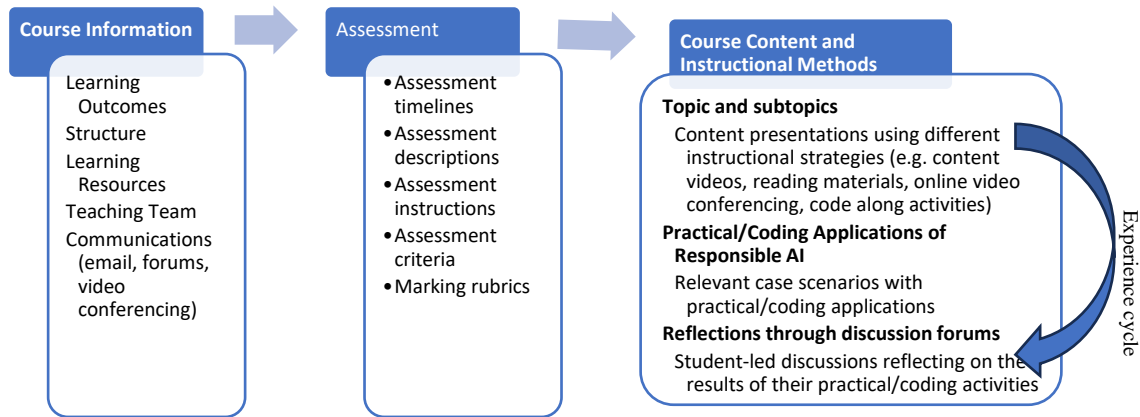 Course Information
Learning
Outcomes
Structure
Learning
Resources
Teaching Team
Communications
(email, forums,
video
conferencing)
Assessment
•Assessment
timelines
•Assessment
descriptions
•Assessment
instructions
•Assessment
criteria
•Marking rubrics
Course Content and
Instructional Methods
Topic and subtopics
Content presentations using different
instructional strategies (e.g. content
videos, reading materials, online video
conferencing, code along activities)
Practical/Coding Applications of
Responsible AI
Relevant case scenarios with
practical/coding applications
Reflections through discussion forums
Student-led discussions reflecting on the
results of their practical/coding activities
Experience cycle